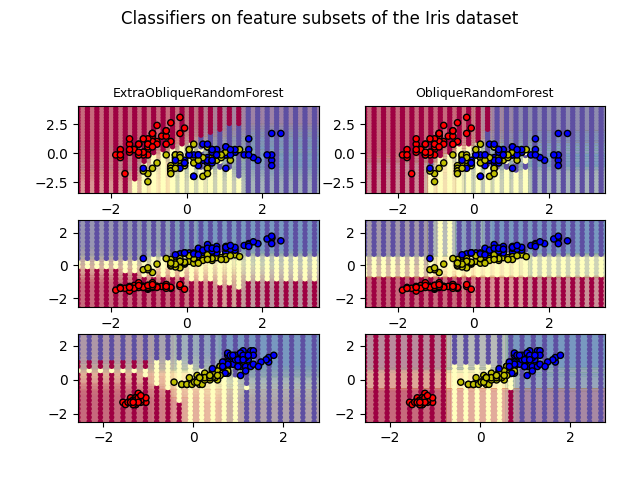 Classifiers on feature subsets of the Iris dataset
ExtraObliqueRandomForest
ObliqueRandomForest
2.5
0.0
−2.5
−2 0 2
2.5
0.0
−2.5
−2 0 2
2
0
−2
−2 0 2
2
0
−2
−2 0 2
2
0
−2
−2 0 2
2
0
−2
−2 0 2